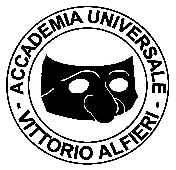 ACCADEMIA UNIVERSALE
- VITTORIO ALFIERI -